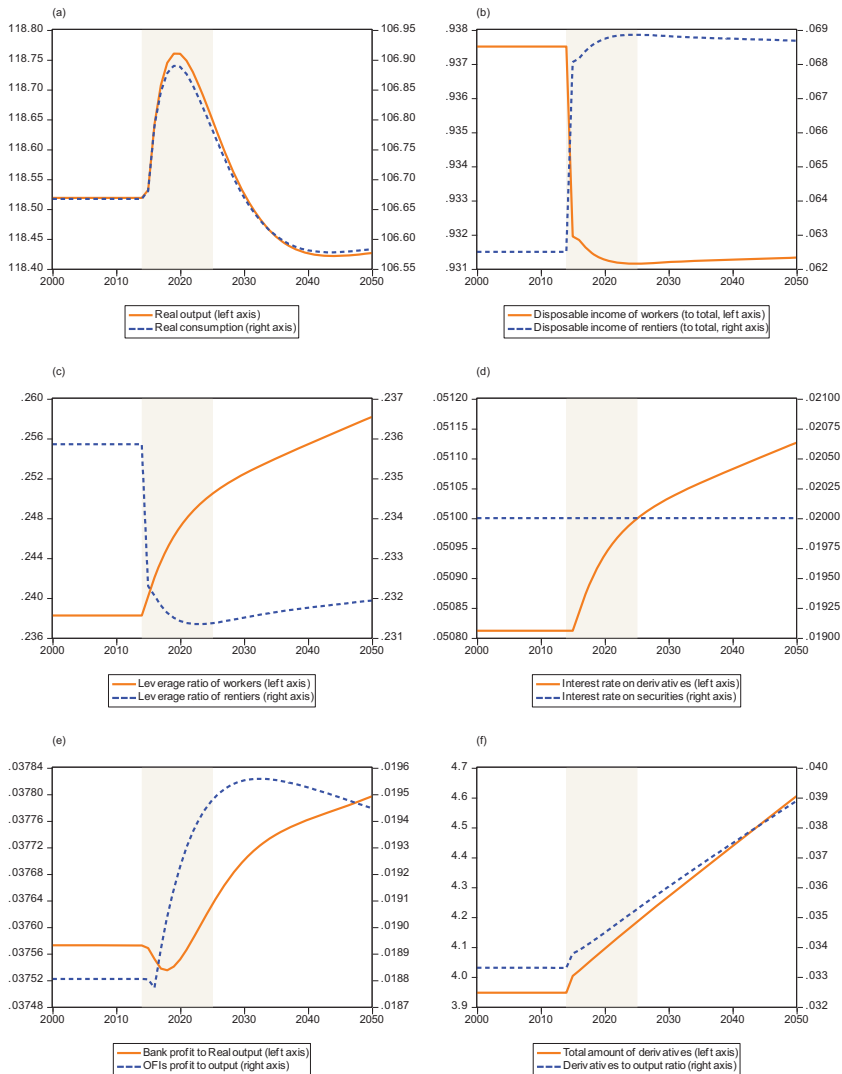 (a)
118.80 106.95
118.75 106.90
118.70 106.85
118.65 106.80
118.60 106.75
118.55 106.70
118.50 106.65
118.45 106.60
118.40 106.55
2000 2010 2020 2030 2040 2050
Real output (left axis)
Real consumption (right axis)
(b)
.938 .069
.937 .068
.936 .067
.935 .066
.934 .065
.933 .064
.932 .063
.931 .062
2000 2010 2020 2030 2040 2050
Disposable income of workers (to total, left axis)
Disposable income of rentiers (to total, right axis)
(c)
.260 .237
.256 .236
.252 .235
.248 .234
.244 .233
.240 .232
.236 .231
2000 2010 2020 2030 2040 2050
Leverage ratio of workers (left axis)
Leverage ratio of rentiers (right axis)
(d)
.05120 .02100
.05115 .02075
.05110 .02050
.05105 .02025
.05100 .02000
.05095 .01975
.05090 .01950
.05085 .01925
.05080 .01900
2000 2010 2020 2030 2040 2050
Interest rate on derivatives (left axis)
Interest rate on securities (right axis)
(e)
.03784 .0196
.03780 .0195
.03776 .0194
.03772 .0193
.03768 .0192
.03764 .0191
.03760 .0190
.03756 .0189
.03752 .0188
.03748 .0187
2000 2010 2020 2030 2040 2050
Bank profit to Real output (left axis)
OFIs profit to output (right axis)
(f)
4.7 .040
4.6 .039
4.5 .038
4.4 .037
4.3 .036
4.2 .035
4.1 .034
4.0 .033
3.9 .032
2000 2010 2020 2030 2040 2050
Total amount of derivatives (left axis)
Derivatives to output ratio (right axis)